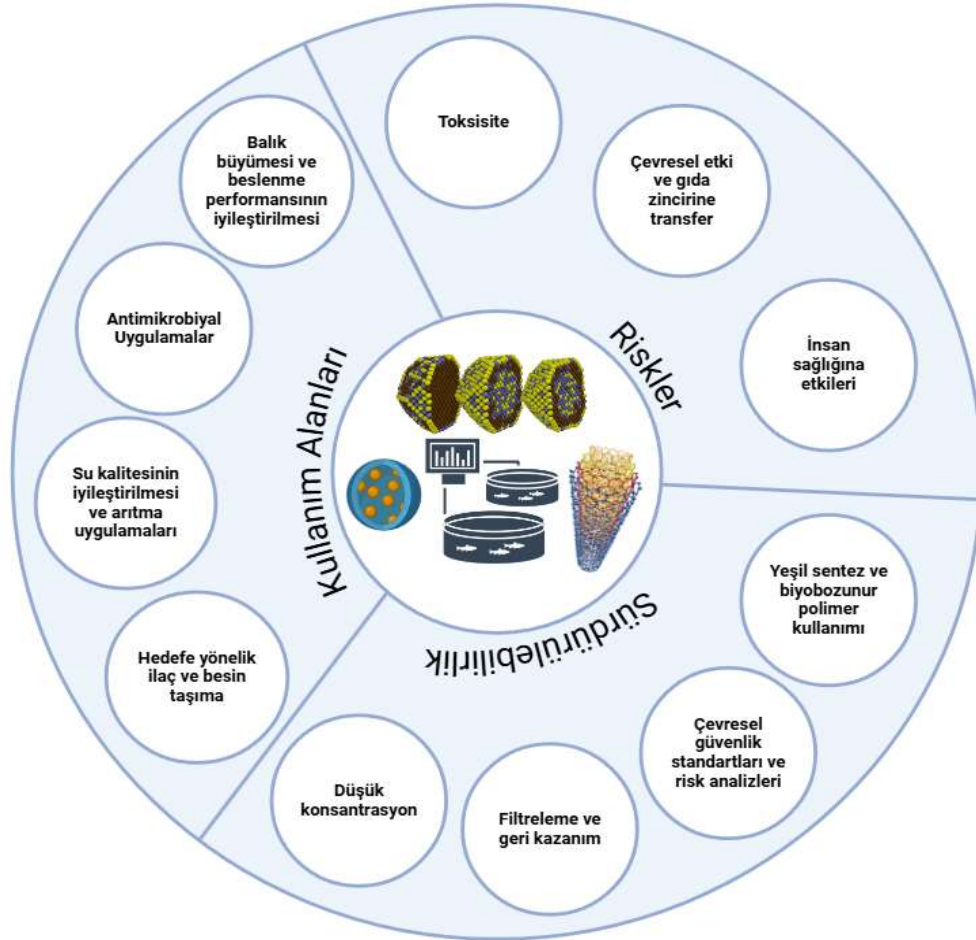 Toksisite
Çevresel etki
ve gıda
zincirine
transfer
İnsan
sağlığına
etkileri
Riskler
Balık
büyümesi ve
beslenme
performansının
iyileştirilmesi
Antimikrobiyal
Uygulamalar
Su kalitesinin
iyileştirilmesi
ve arıtma
uygulamaları
Hedefe yönelik
ilaç ve besin
taşıma
Kullanım Alanları
Sürdürülebilirlik
Yeşil sentez ve
biyobozunur
polimer
kullanımı
Çevresel
güvenlik
standartları ve
risk analizleri
Filtreleme ve
geri kazanım
Düşük
konsantrasyon